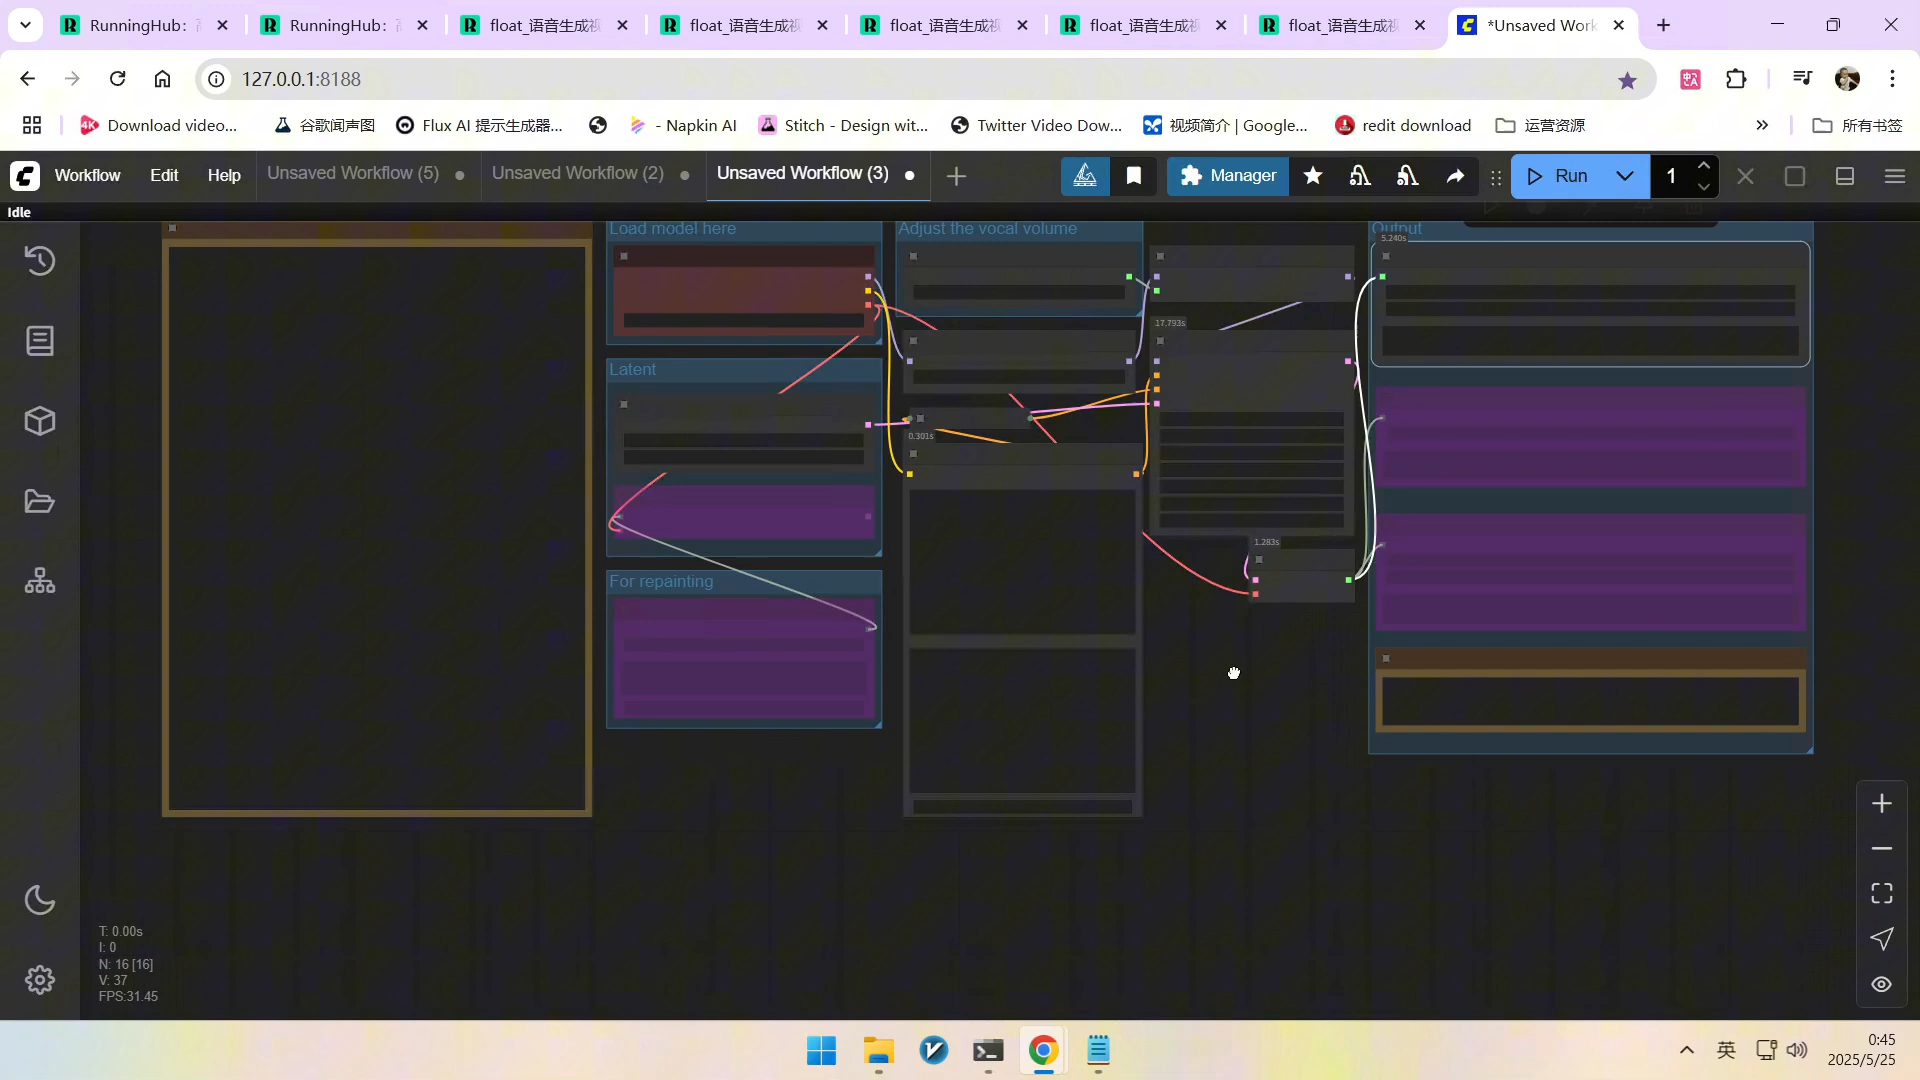 RunningHub:
RunningHub:
float_语音生成视
float_语音生成视
float_语音生成视
float_语音生成视
float_语音生成视
*Unsaved Work
127.0.0.1:8188
Download video...
谷歌闻声图
Flux AI 提示生成器...
- Napkin AI
Stitch - Design wit...
Twitter Video Dow...
视频简介 | Google...
redit download
运营资源
所有书签
Workflow
Edit
Help
Unsaved Workflow (5)
Unsaved Workflow (2)
Unsaved Workflow (3)
Manager
Run
1
Idle
Load model here
Adjust the vocal volume
Output
5.240s
17.793s
Latent
0.301s
1.283s
For repainting
T: 0.00s
I: 0
N: 16 [16]
V: 37
FPS:31.45
英
0:45
2025/5/25